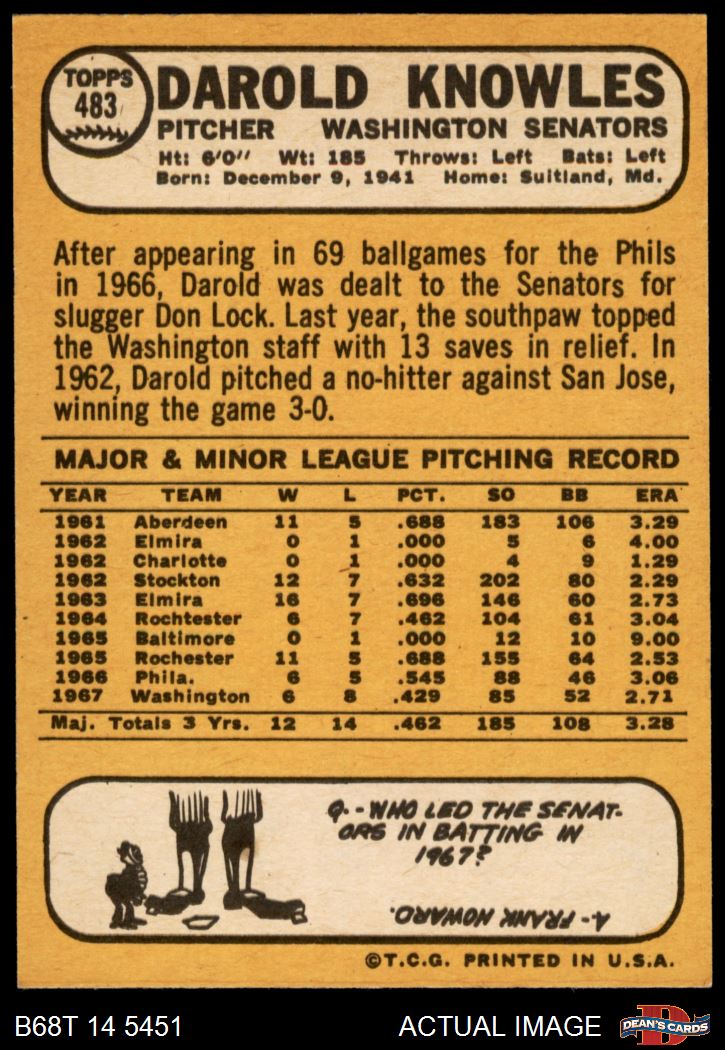 TOPPS
483
DAROLD KNOWLES
PITCHER WASHINGTON SENATORS
Ht: 6'0" Wt: 185 Throws: Left Bats: Left
Born: December 9, 1941 Home: Suitland, Md.
After appearing in 69 ballgames for the Phils
in 1966, Darold was dealt to the Senators for
slugger Don Lock. Last year, the southpaw topped
the Washington staff with 13 saves in relief. In
1962, Darold pitched a no-hitter against San Jose,
winning the game 3-0.
MAJOR & MINOR LEAGUE PITCHING RECORD
YEAR TEAM W L PCT. SO BB ERA
1961 Aberdeen 11 5 .688 183 106 3.29
1962 Elmira 0 1 .000 5 6 4.00
1962 Charlotte 0 1 .000 4 9 1.29
1962 Stockton 12 7 .632 202 80 2.29
1963 Elmira 16 7 .696 146 60 2.73
1964 Rochtester 6 7 .462 104 61 3.04
1965 Baltimore 0 1 .000 12 10 9.00
1965 Rochester 11 5 .688 155 64 2.53
1966 Phila. 6 5 .545 88 46 3.06
1967 Washington 6 8 .429 85 52 2.71
Maj. Totals 3 Yrs. 12 14 .462 185 108 3.28
Q.-WHO LED THE SENAT-
ORS IN BATTING IN
1967?
A-FRANK HOWARD.
©T.C.G. PRINTED IN U.S.A.
B68T 14 5451 ACTUAL IMAGE D DEAN'S CARDS